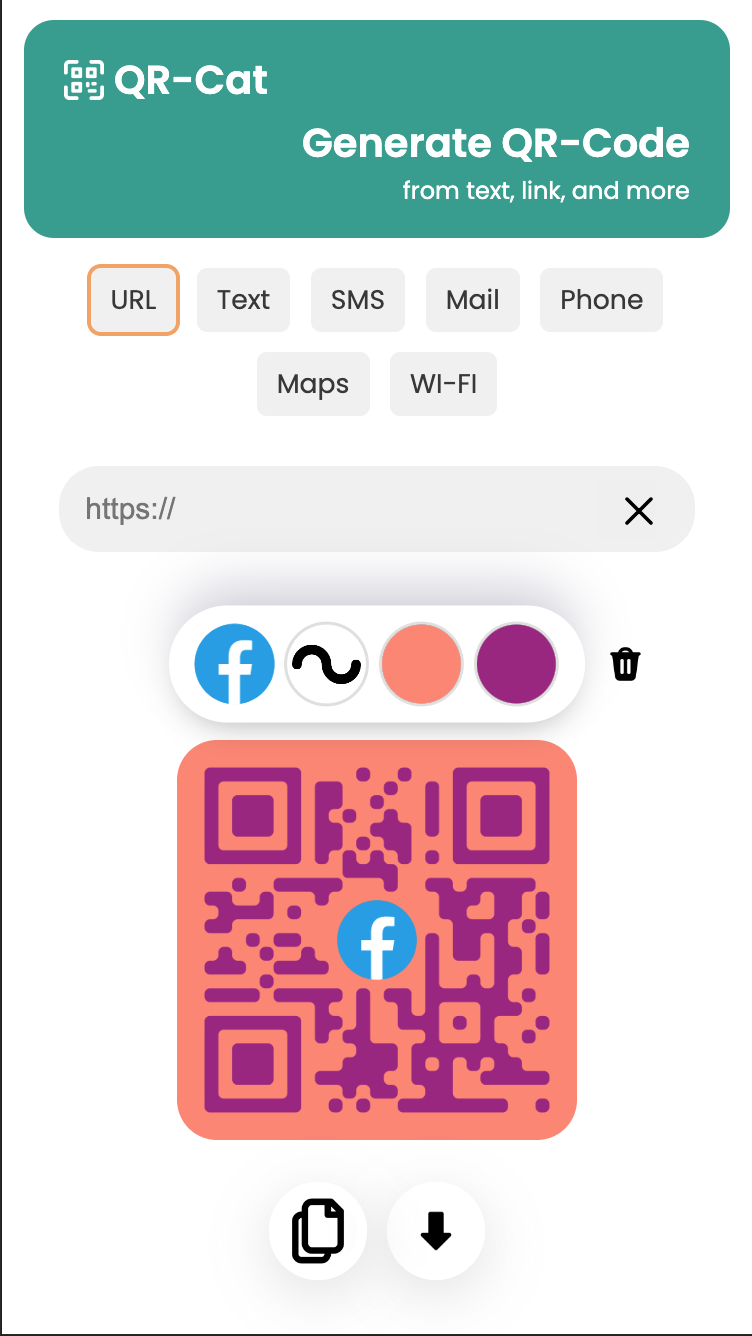 QR-Cat
Generate QR-Code
from text, link, and more
URL Text SMS Mail Phone
Maps WI-FI
https://